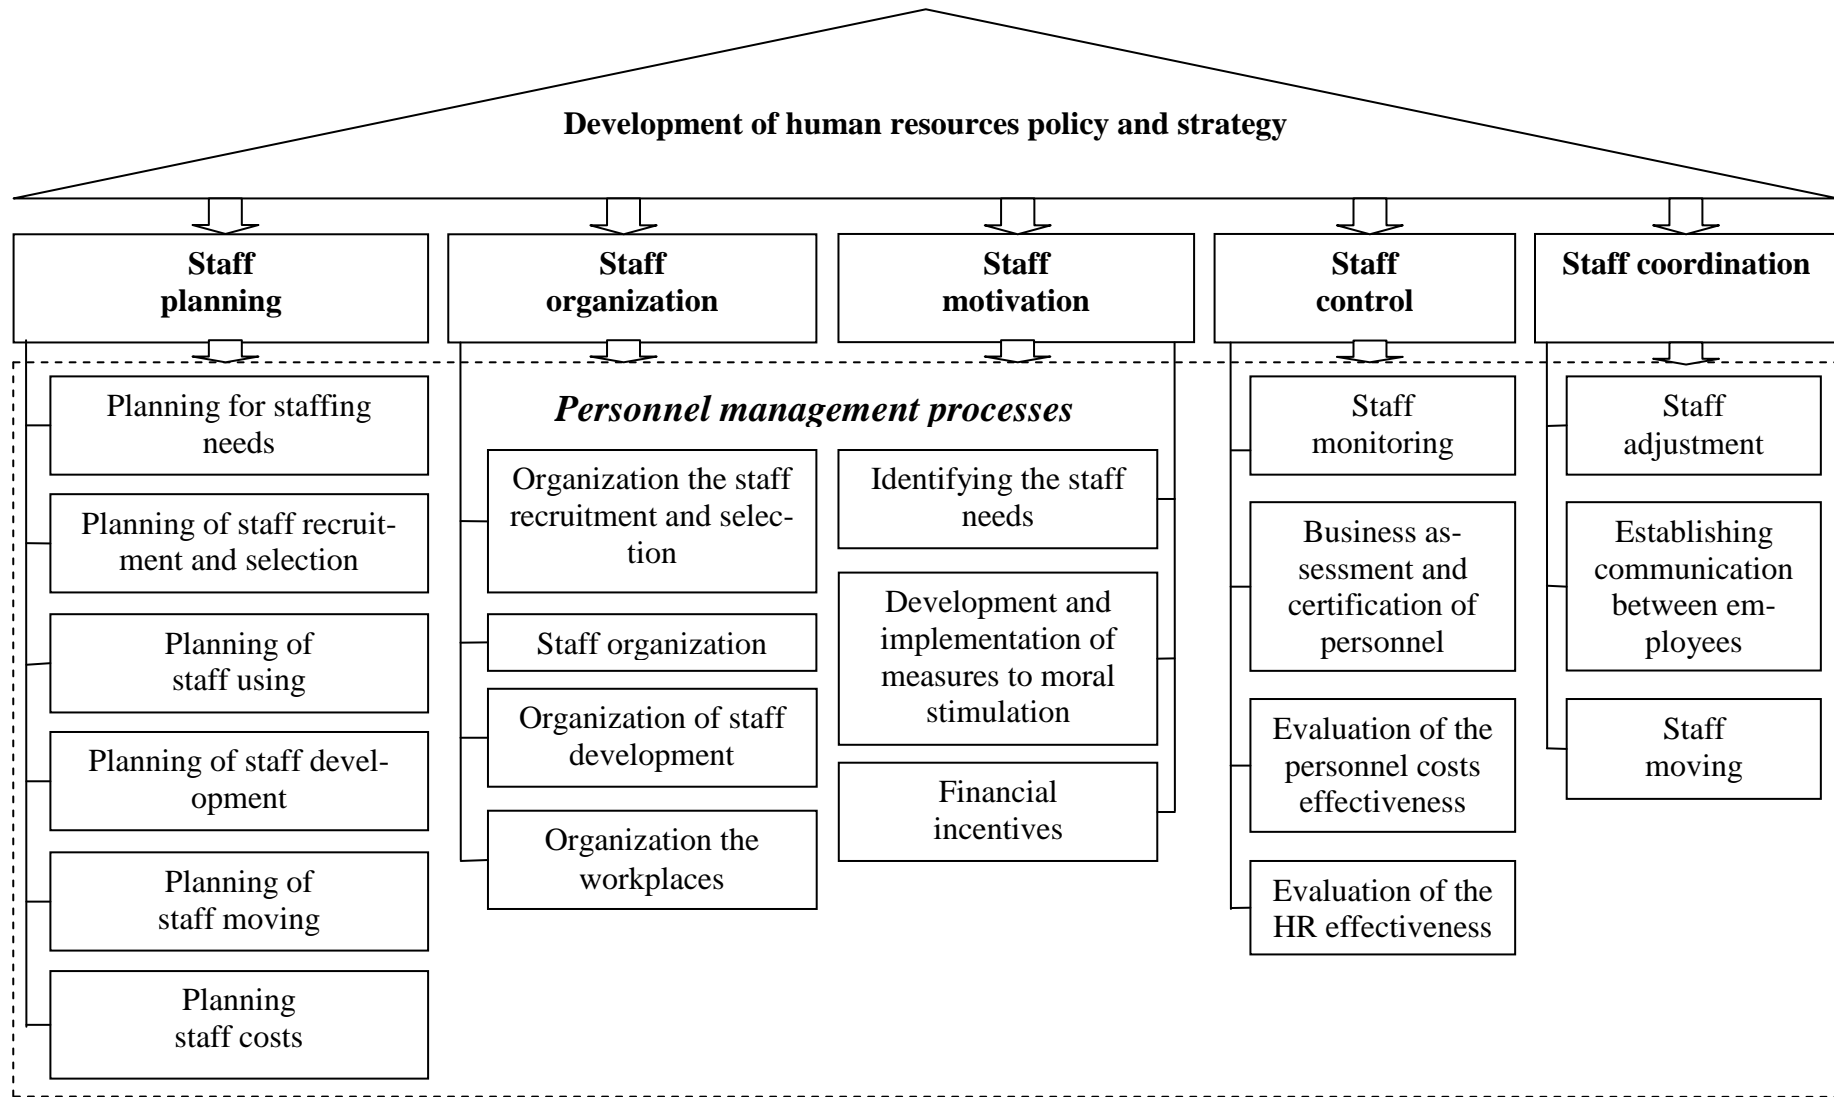 Development of human resources policy and strategy
Staff
planning
Staff
organization
Staff
motivation
Staff
control
Staff coordination
Personnel management processes
Planning for staffing
needs
Planning of staff recruit-
ment and selection
Planning of
staff using
Planning of staff devel-
opment
Planning of
staff moving
Planning
staff costs
Organization the staff
recruitment and selec-
tion
Staff organization
Organization of staff
development
Organization the
workplaces
Identifying the staff
needs
Development and
implementation of
measures to moral
stimulation
Financial
incentives
Staff
monitoring
Business as-
sessment and
certification of
personnel
Evaluation of the
personnel costs
effectiveness
Evaluation of the
HR effectiveness
Staff
adjustment
Establishing
communication
between em-
ployees
Staff
moving